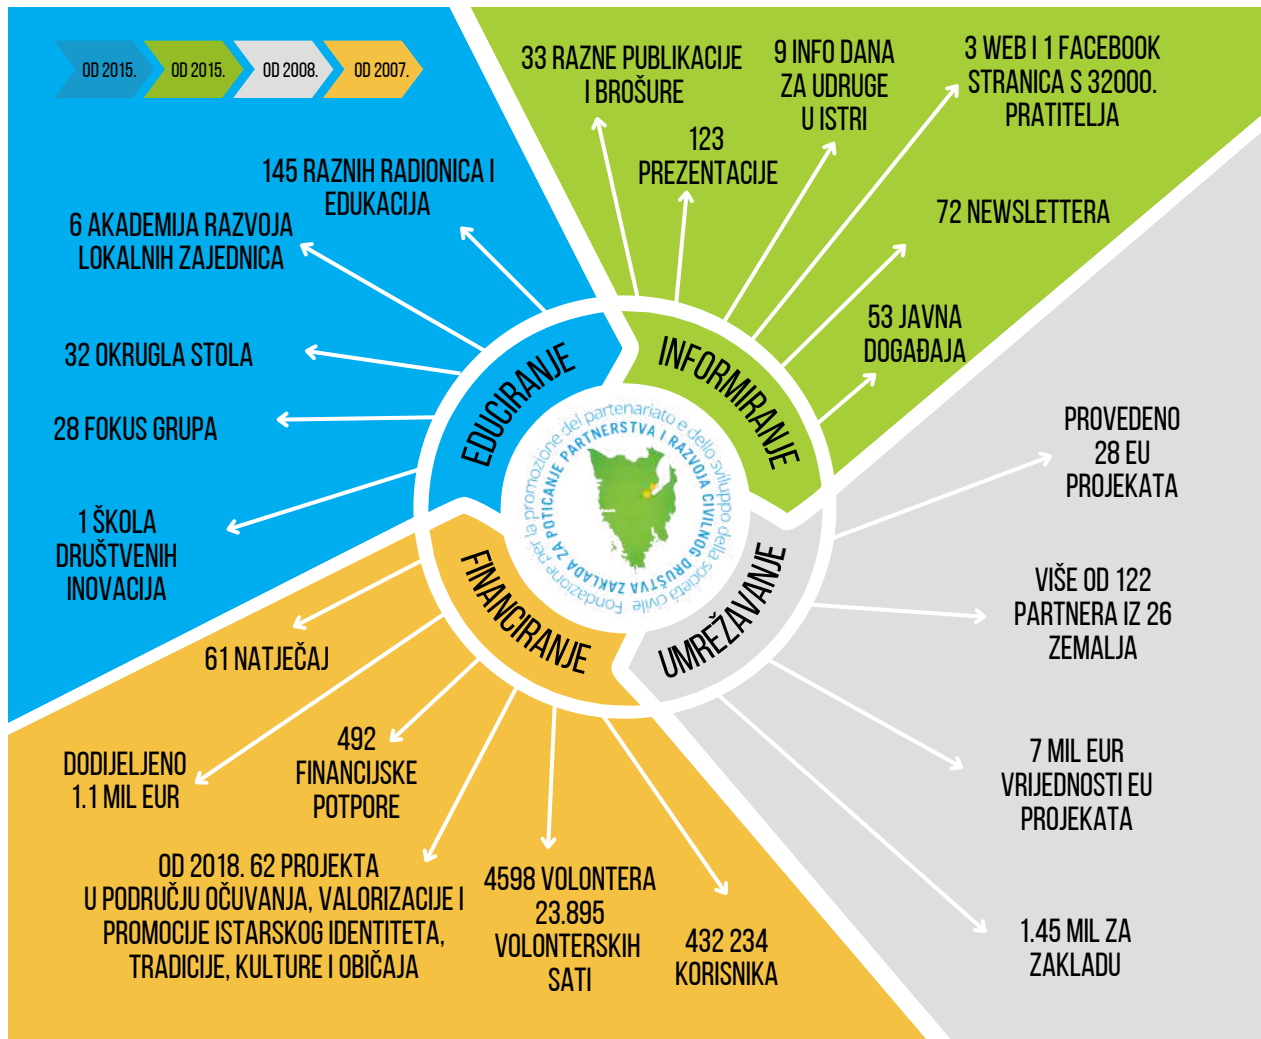 OD 2015.
OD 2015.
OD 2008.
OD 2007.
145 RAZNIH RADIONICA I
EDUKACIJA
6 AKADEMIJA RAZVOJA
LOKALNIH ZAJEDNICA
32 OKRUGLA STOLA
28 FOKUS GRUPA
1 ŠKOLA
DRUŠTVENIH
INOVACIJA
33 RAZNE PUBLIKACIJE
I BROŠURE
123
PREZENTACIJE
9 INFO DANA
ZA UDRUGE
U ISTRI
3 WEB I 1 FACEBOOK
STRANICA S 32000.
PRATITELJA
72 NEWSLETTERA
53 JAVNA
DOGAĐAJA
EDUCIRANJE
INFORMIRANJE
FINANCIRANJE
UMREŽAVANJE
Fondazione per la promozione del partenariato e dello sviluppo della società civile
ZAKLADA ZA POTICANJE PARTNERSTVA I RAZVOJA CIVILNOG DRUŠTVA
PROVEDENO
28 EU
PROJEKATA
VIŠE OD 122
PARTNERA IZ 26
ZEMALJA
7 MIL EUR
VRIJEDNOSTI EU
PROJEKATA
1.45 MIL ZA
ZAKLADU
61 NATJEČAJ
DODIJELJENO
1.1 MIL EUR
492
FINANCIJSKE
POTPORE
OD 2018. 62 PROJEKTA
U PODRUČJU OČUVANJA, VALORIZACIJE I
PROMOCIJE ISTARSKOG IDENTITETA,
TRADICIJE, KULTURE I OBIČAJA
4598 VOLONTERA
23.895
VOLONTERSKIH
SATI
432 234
KORISNIKA